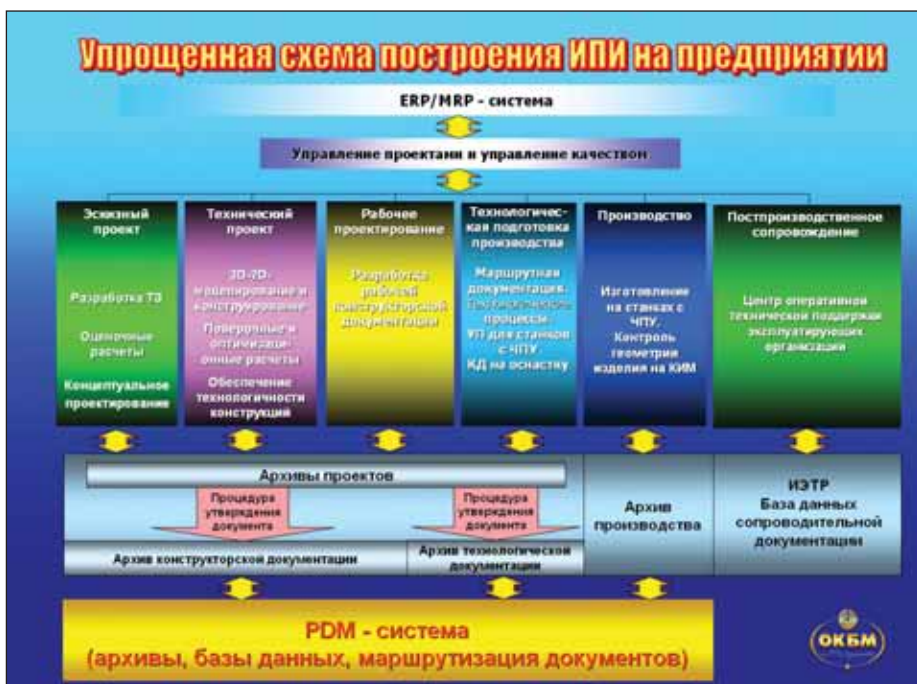 Упрощенная схема построения ИПИ на предприятии
ERP/MRP - система
Управление проектами и управление качеством
Эскизный
проект
Разработка ТЗ
Оценочные
расчеты
Концептуальное
проектирование
Технический
проект
3D-2D-
моделирование и
конструирование
Поверочные и
оптимизаци-
онные расчеты
Обеспечение
технологичности
конструкций
Рабочее
проектирование
Разработка
рабочей
конструкторской
документации
Технологичес-
кая подготовка
производства
Маршрутная
документация.
процессы.
УП для станков
с ЧПУ.
КД на оснастку
Производство
Изготовление
на станках с
ЧПУ.
Контроль
геометрии
изделия на КИМ
Постпроизводственное
сопровождение
Центр оперативной
технической поддержки
эксплуатирующих
организаций
Архивы проектов
Процедура
утверждения
документа
Процедура
утверждения
документа
Архив конструкторской документации
Архив технологической
документации
Архив
производства
ИЭТР
База данных
сопроводительной
документации
PDM - система
(архивы, базы данных, маршрутизация документов)
ОКБМ